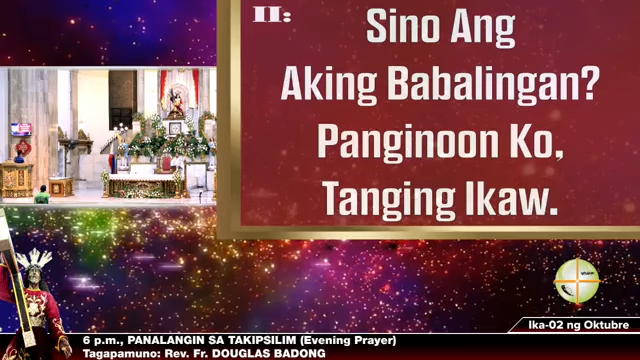 II:
Sino Ang
Aking Babalingan?
Panginoon Ko,
Tanging Ikaw.
Ika-02 ng Oktubre
6 p.m., PANALANGIN SA TAKIPSILIM (Evening Prayer)
Tagapamuno: Rev. Fr. DOUGLAS BADONG